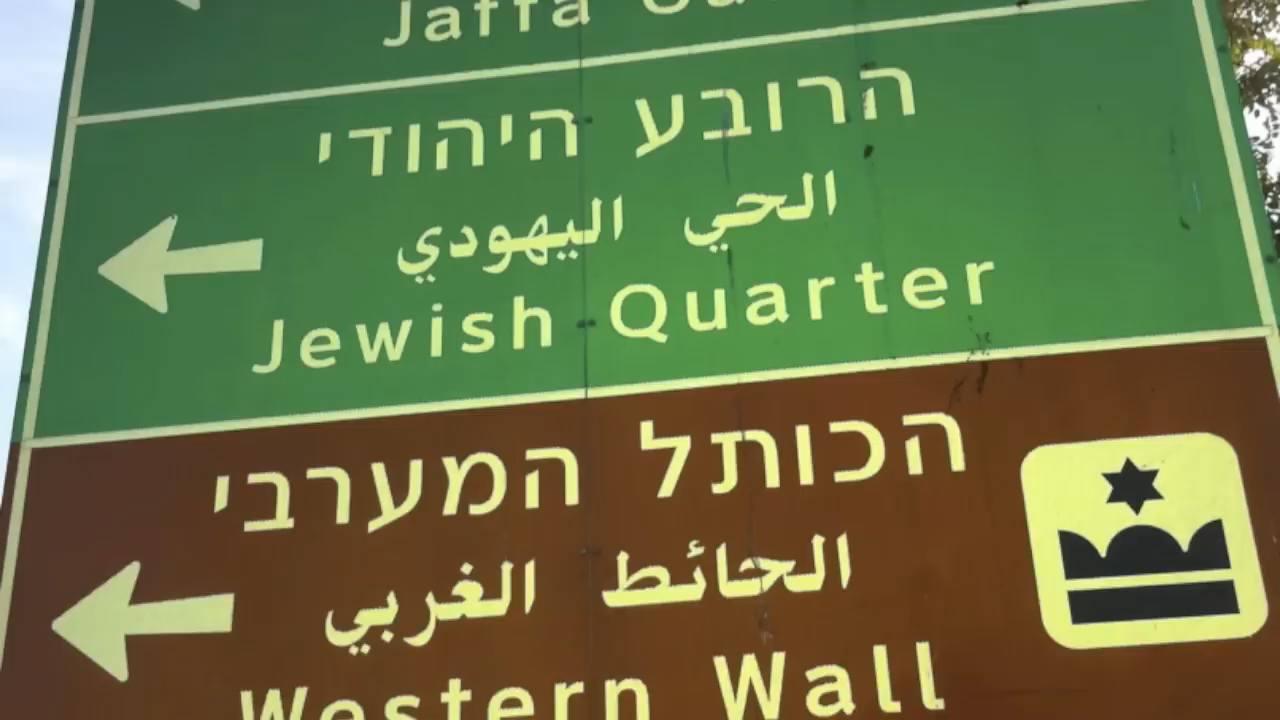 Jaffa
הרובע היהודי
الحي اليهودي
Jewish Quarter
הכותל המערבי
الحائط الغربي
Western Wall